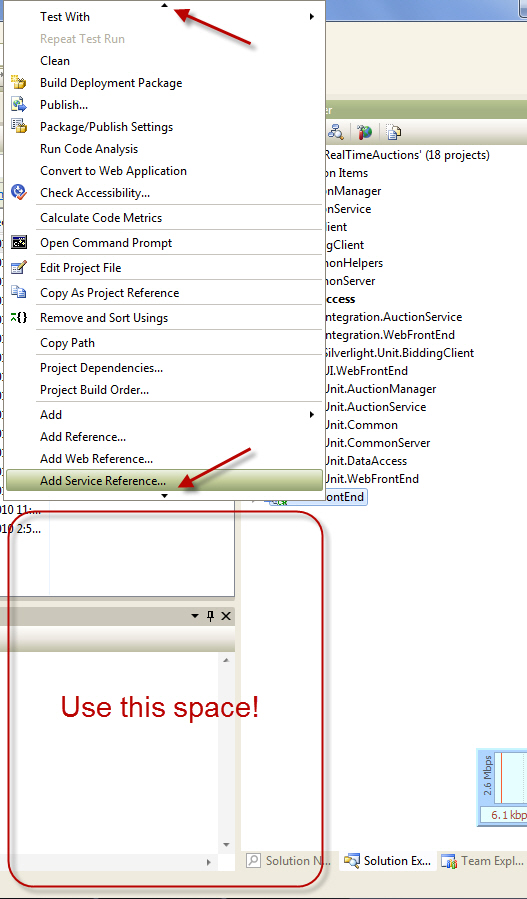 Test With
Repeat Test Run
Clean
Build Deployment Package
Publish...
Package/Publish Settings
Run Code Analysis
Convert to Web Application
Check Accessibility...
Calculate Code Metrics
Open Command Prompt
Edit Project File
Copy As Project Reference
Remove and Sort Usings
Copy Path
Project Dependencies...
Project Build Order...
Add
Add Reference...
Add Web Reference...
Add Service Reference...
er
RealTimeAuctions' (18 projects)
on Items
onManager
onService
lient
ngClient
nonHelpers
nonServer
ccess
ntegration.AuctionService
ntegration.WebFrontEnd
Silverlight.Unit.BiddingClient
UI.WebFrontEnd
Unit.AuctionManager
Unit.AuctionService
Unit.Common
Unit.CommonServer
Unit.DataAccess
Unit.WebFrontEnd
ontEnd
010 11:...
010 2:5...
Use this space!
2.6 Mbps
6.1 kbp
Solution N...
Solution Ex...
Team Expl...